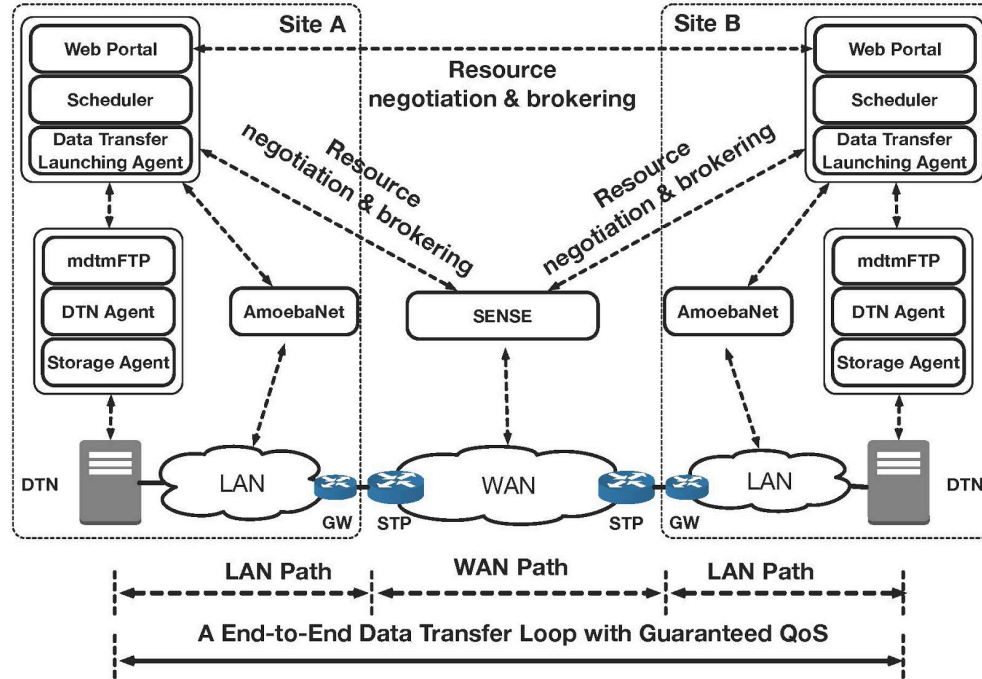 Site A
Site B
Web Portal
Scheduler
Data Transfer
Launching Agent
Resource
negotiation & brokering
Web Portal
Scheduler
Data Transfer
Launching Agent
Resource
negotiation & brokering
Resource
negotiation & brokering
mdtmFTP
DTN Agent
Storage Agent
AmoebaNet
SENSE
AmoebaNet
mdtmFTP
DTN Agent
Storage Agent
DTN
LAN
GW
STP
WAN
STP
GW
LAN
DTN
LAN Path
WAN Path
LAN Path
A End-to-End Data Transfer Loop with Guaranteed QoS